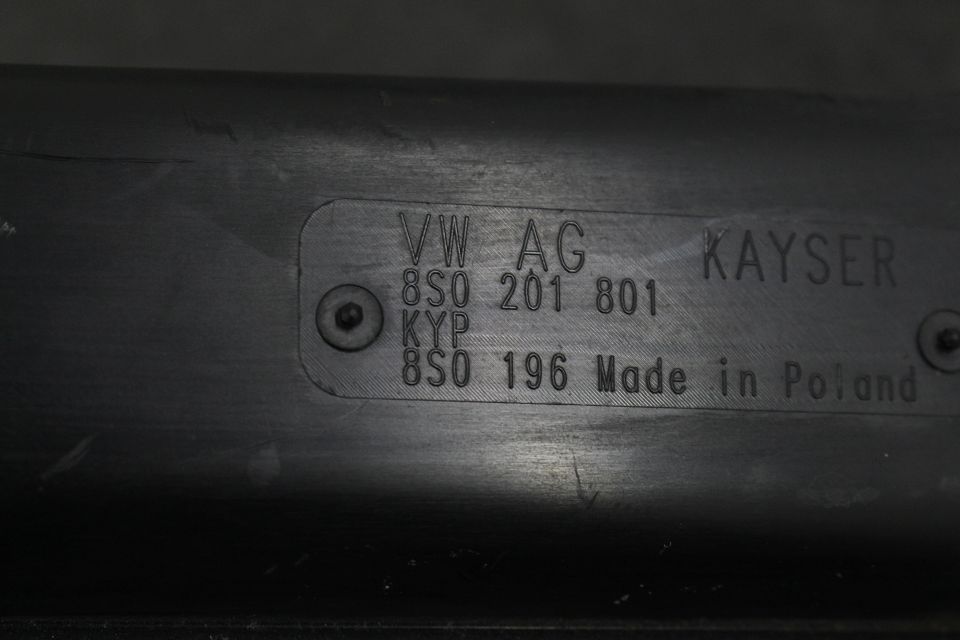 VW AG KAYSER
8S0 201 801
KYP
8S0 196 Made in Poland